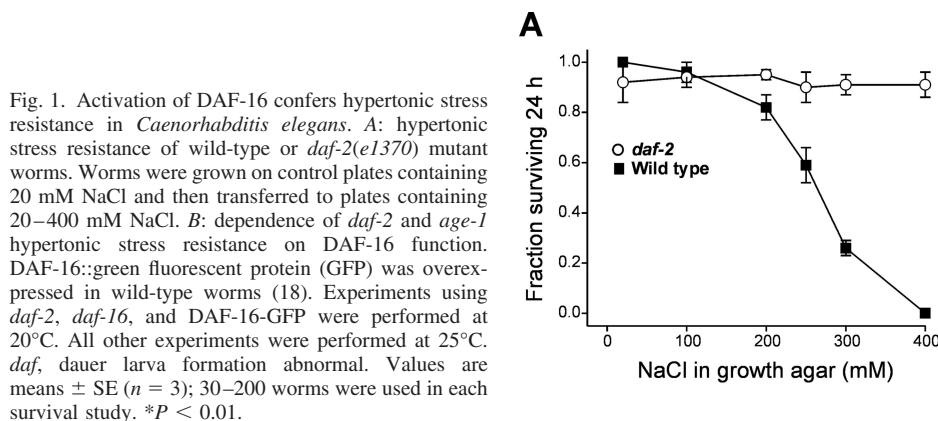 Fig. 1. Activation of DAF-16 confers hypertonic stress
resistance in Caenorhabditis elegans. A: hypertonic
stress resistance of wild-type or daf-2(e1370) mutant
worms. Worms were grown on control plates containing
20 mM NaCl and then transferred to plates containing
20–400 mM NaCl. B: dependence of daf-2 and age-1
hypertonic stress resistance on DAF-16 function.
DAF-16::green fluorescent protein (GFP) was overex-
pressed in wild-type worms (18). Experiments using
daf-2, daf-16, and DAF-16-GFP were performed at
20°C. All other experiments were performed at 25°C.
daf, dauer larva formation abnormal. Values are
means ± SE (n = 3); 30–200 worms were used in each
survival study. *P < 0.01.
A
Fraction surviving 24 h
1.0
0.8
0.6
0.4
0.2
0.0
daf-2
Wild type
0 100 200 300 400
NaCl in growth agar (mM)